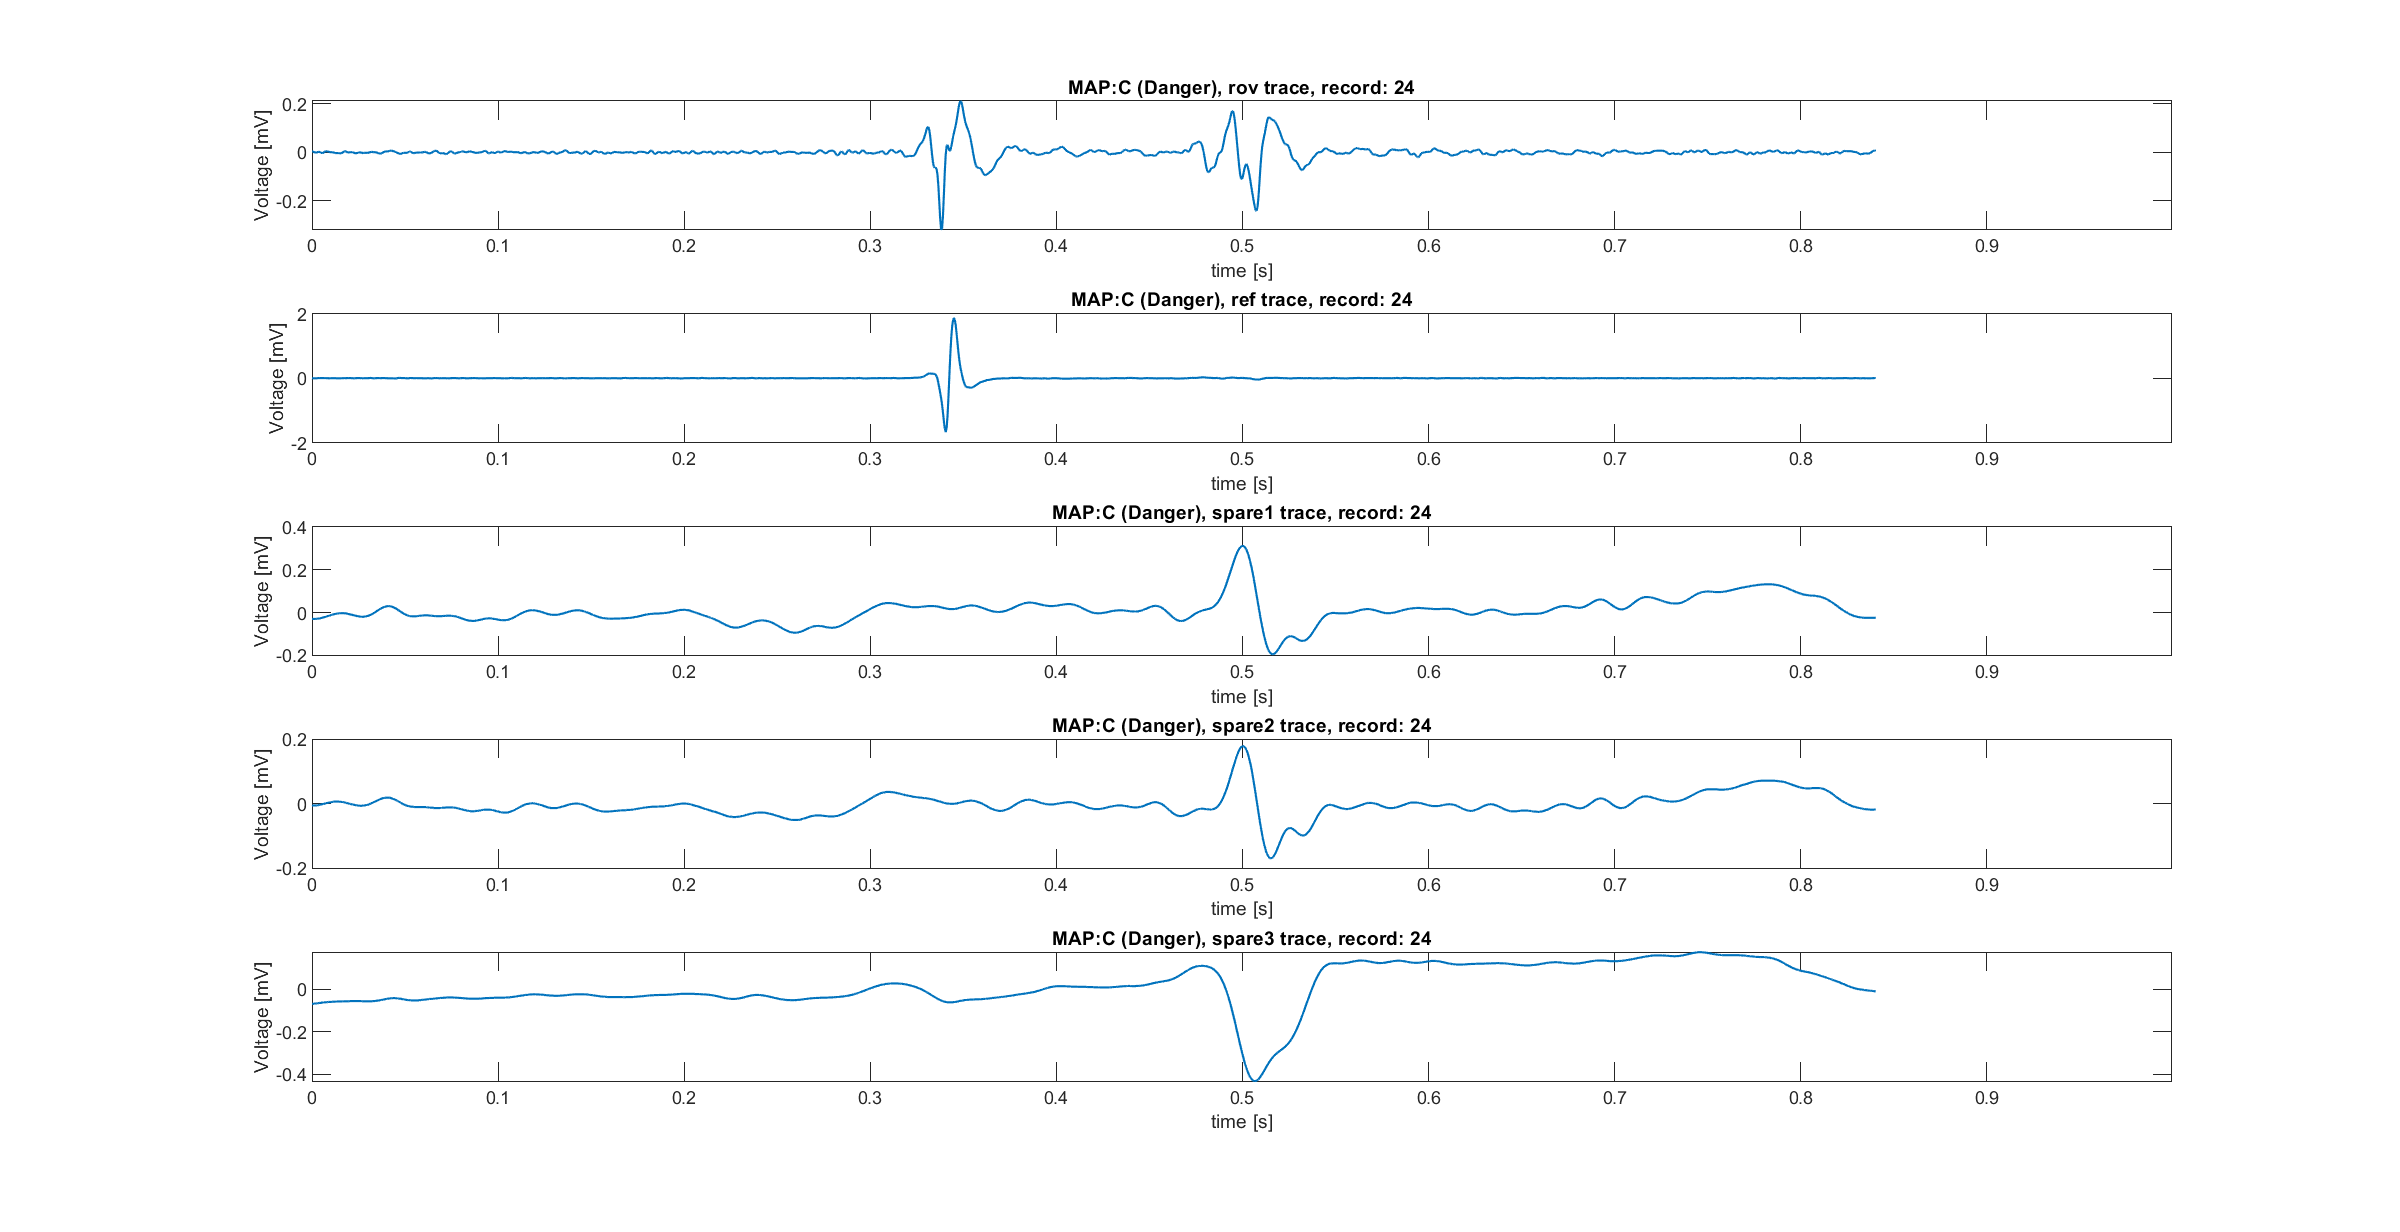 MAP:C (Danger), rov trace, record: 24
Voltage [mV]
0.2
0
-0.2
0 0.1 0.2 0.3 0.4 0.5 0.6 0.7 0.8 0.9
time [s]
MAP:C (Danger), ref trace, record: 24
Voltage [mV]
2
0
-2
0 0.1 0.2 0.3 0.4 0.5 0.6 0.7 0.8 0.9
time [s]
MAP:C (Danger), spare1 trace, record: 24
Voltage [mV]
0.4
0.2
0
-0.2
0 0.1 0.2 0.3 0.4 0.5 0.6 0.7 0.8 0.9
time [s]
MAP:C (Danger), spare2 trace, record: 24
Voltage [mV]
0.2
0
-0.2
0 0.1 0.2 0.3 0.4 0.5 0.6 0.7 0.8 0.9
time [s]
MAP:C (Danger), spare3 trace, record: 24
Voltage [mV]
0
-0.2
-0.4
0 0.1 0.2 0.3 0.4 0.5 0.6 0.7 0.8 0.9
time [s]